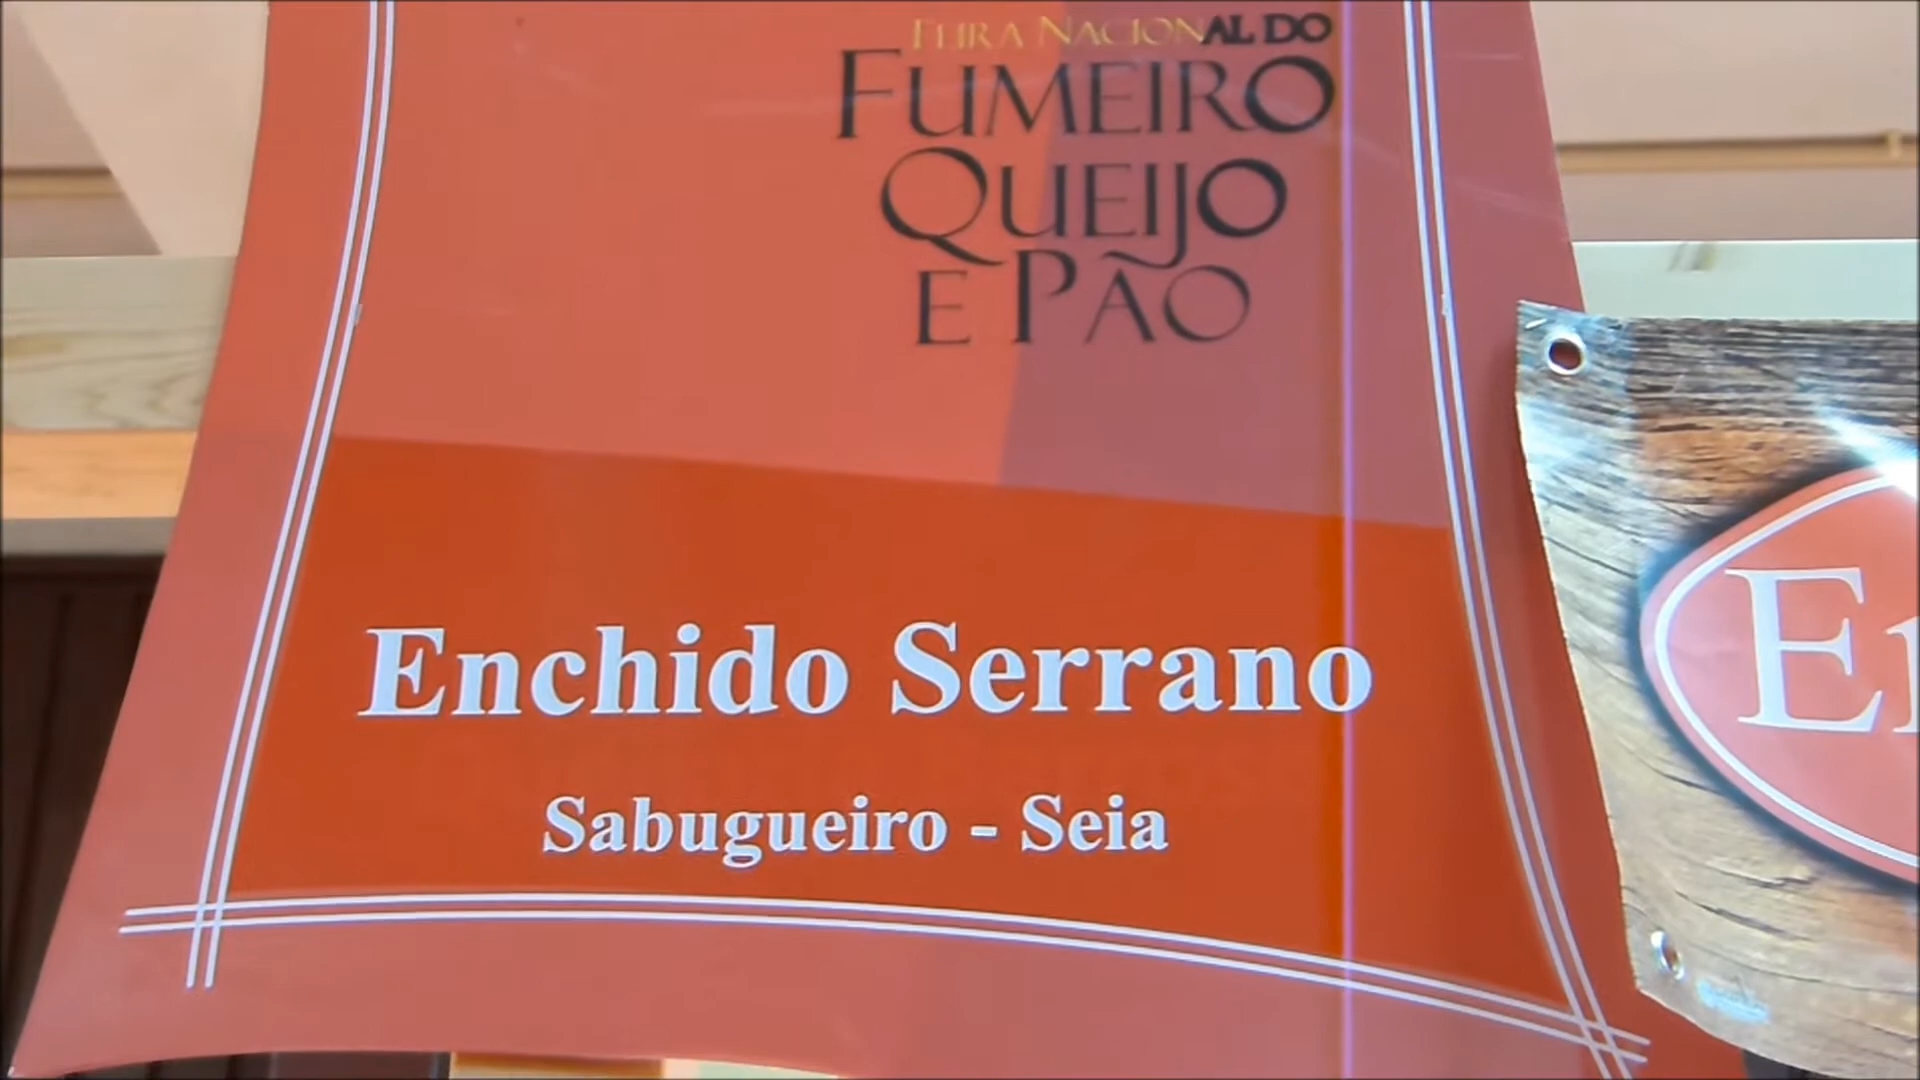 FEIRA NACIONAL DO
FUMEIRO
QUEIJO
E PÃO
Enchido Serrano
Sabugueiro - Seia